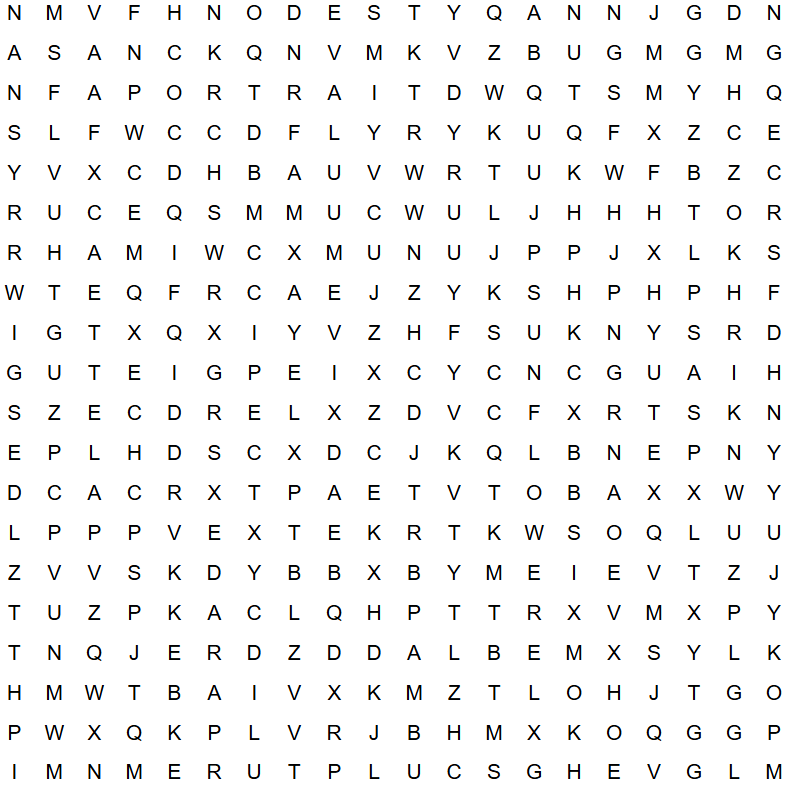 N M V F H N O D E S T Y Q A N N J G D N
A S A N C K Q N V M K V Z B U G M G M G
N F A P O R T R A I T D W Q T S M Y H Q
S L F W C C D F L Y R Y K U Q F X Z C E
Y V X C D H B A U V W R T U K W F B Z C
R U C E Q S M M U C W U L J H H H T O R
R H A M I W C X M U N U J P P J X L K S
W T E Q F R C A E J Z Y K S H P H P H F
I G T X Q X I Y V Z H F S U K N Y S R D
G U T E I G P E I X C Y C N C G U A I H
S Z E C D R E L X Z D V C F X R T S K N
E P L H D S C X D C J K Q L B N E P N Y
D C A C R X T P A E T V T O B A X X W Y
L P P P V E X T E K R T K W S O Q L U U
Z V V S K D Y B B X B Y M E I E V T Z J
T U Z P K A C L Q H P T T R X V M X P Y
T N Q J E R D Z D D A L B E M X S Y L K
H M W T B A I V X K M Z T L O H J T G O
P W X Q K P L V R J B H M X K O Q G G P
I M N M E R U T P L U C S G H E V G L M